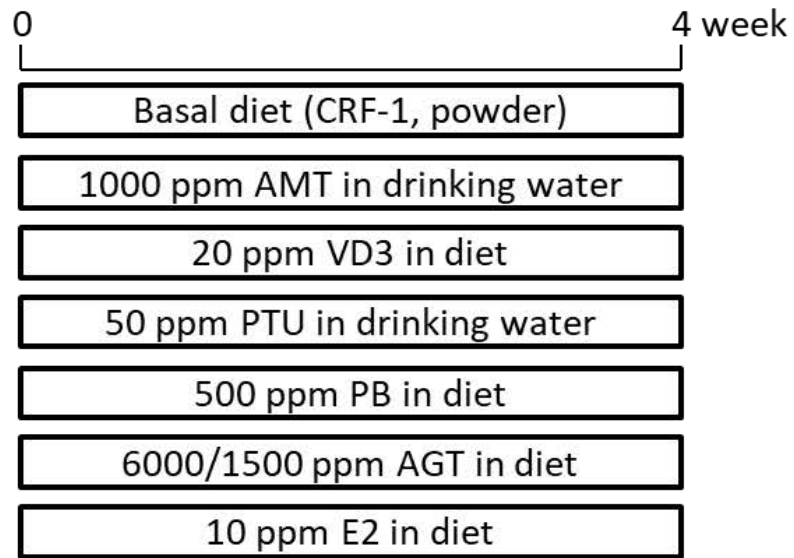 0 4 week
Basal diet (CRF-1, powder)
1000 ppm AMT in drinking water
20 ppm VD3 in diet
50 ppm PTU in drinking water
500 ppm PB in diet
6000/1500 ppm AGT in diet
10 ppm E2 in diet